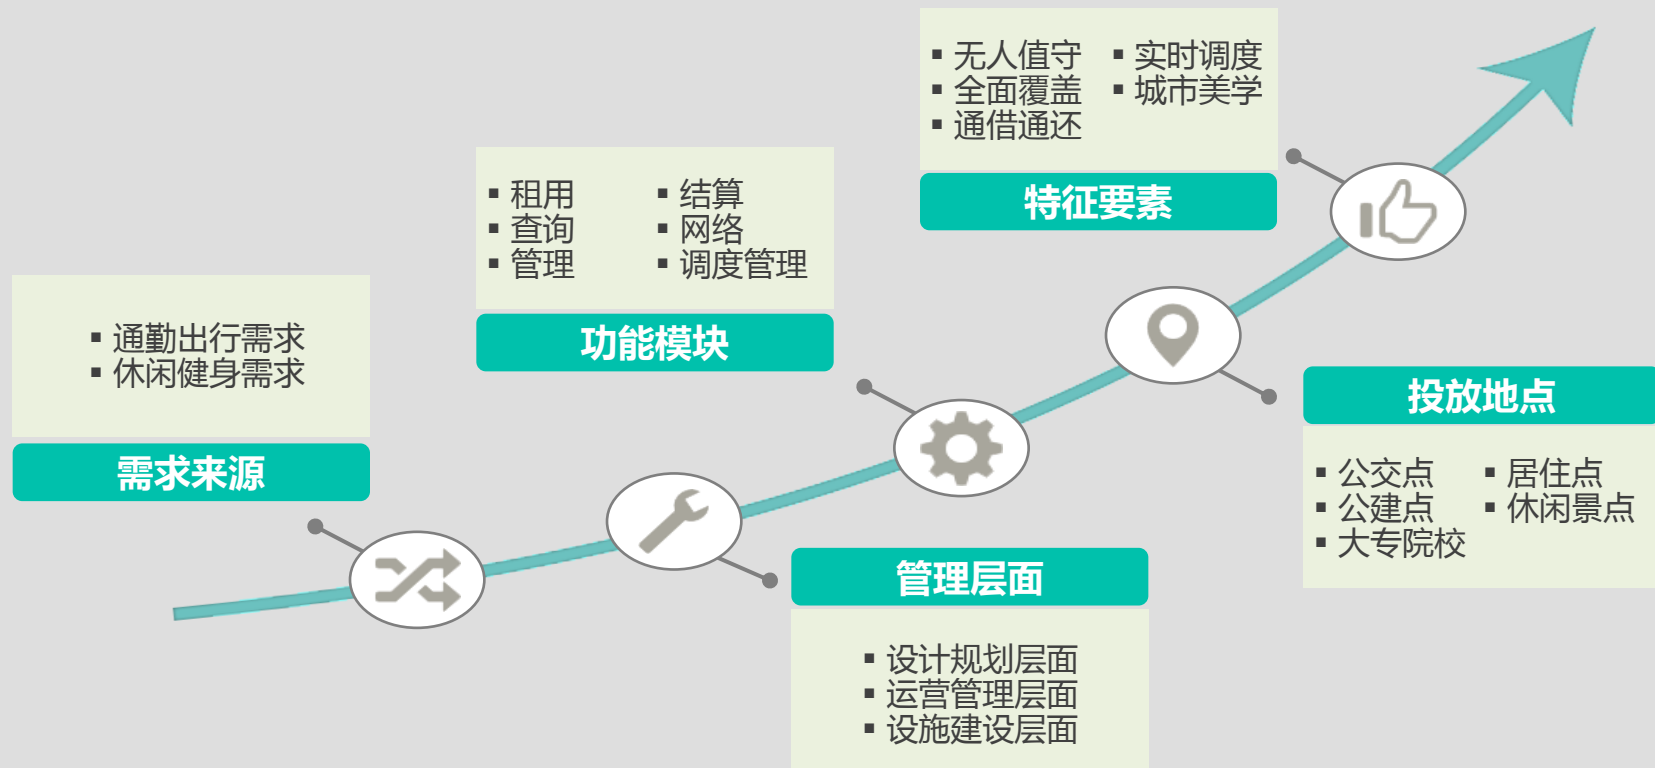 通勤出行需求
休闲健身需求
需求来源
租用
查询
管理
结算
网络
调度管理
功能模块
无人值守
全面覆盖
通借通还
实时调度
城市美学
特征要素
管理层面
设计规划层面
运营管理层面
设施建设层面
投放地点
公交点
公建点
大专院校
居住点
休闲景点